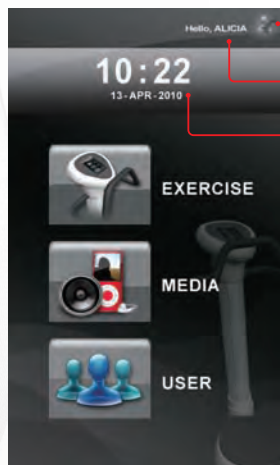 Hello, ALICIA
10:22
13-APR-2010
EXERCISE
MEDIA
USER